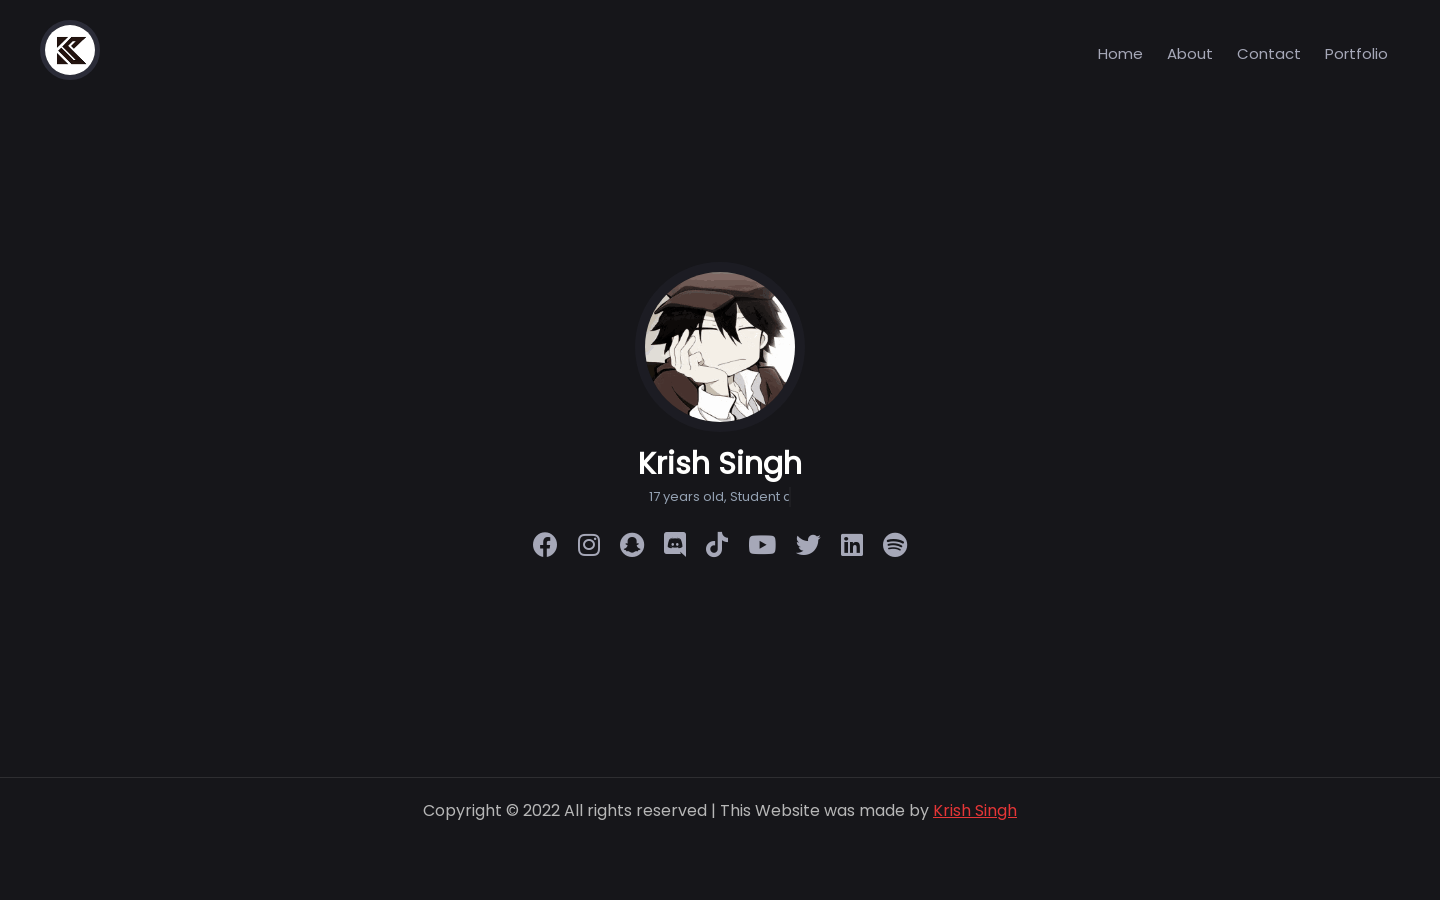 Home About Contact Portfolio
Krish Singh
17 years old, Student
Copyright © 2022 All rights reserved | This Website was made by Krish Singh